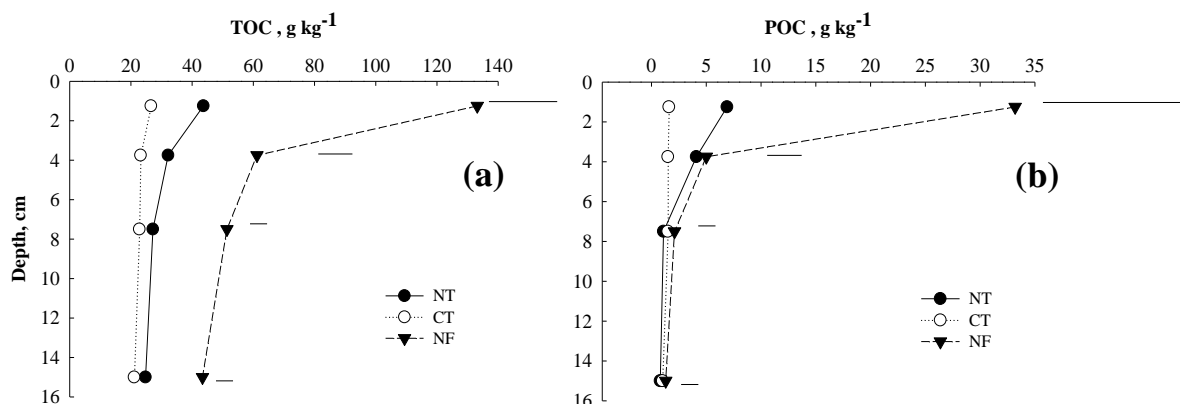 TOC , g kg-1
0 20 40 60 80 100 120 140
0
2
4
6
8
10
12
14
16
Depth, cm
(a)
NT
CT
NF
POC , g kg-1
0 5 10 15 20 25 30 35
0
2
4
6
8
10
12
14
16
(b)
NT
CT
NF